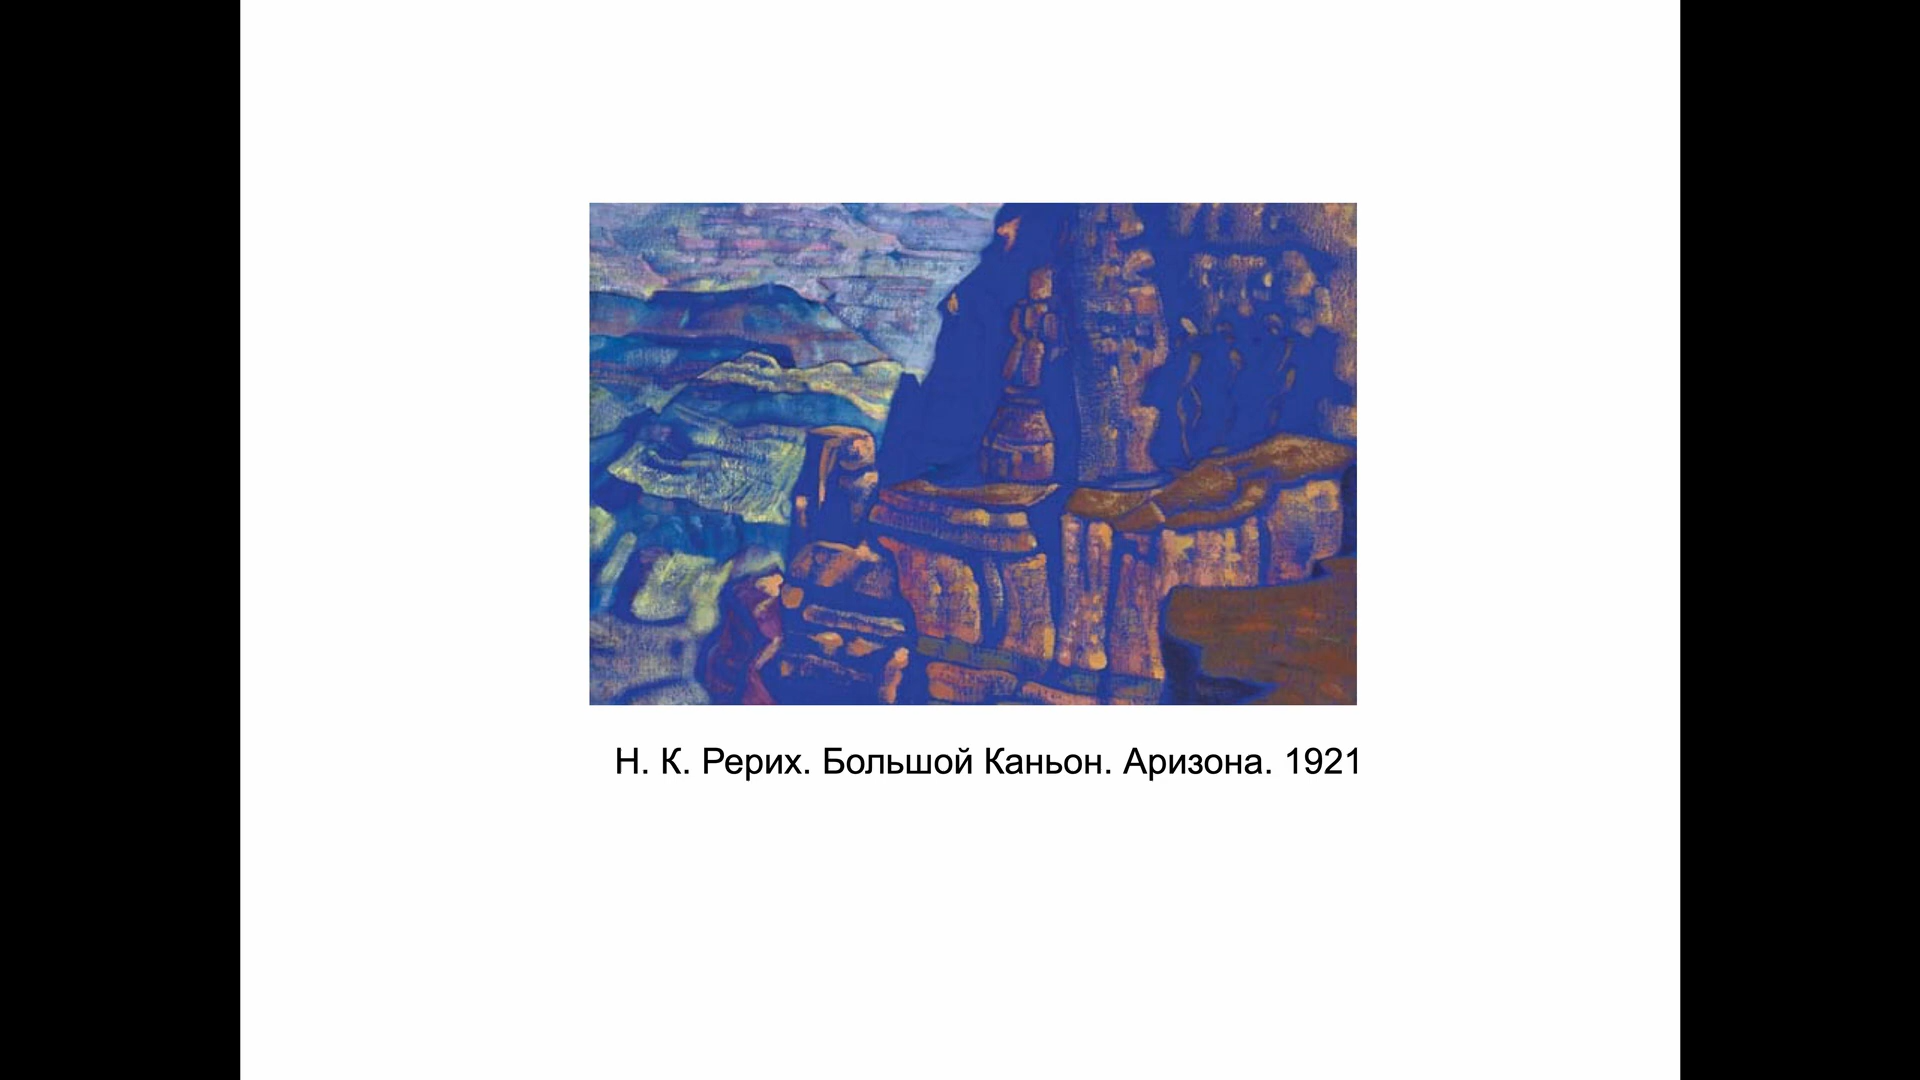 Н. К. Рерих. Большой Каньон. Аризона. 1921